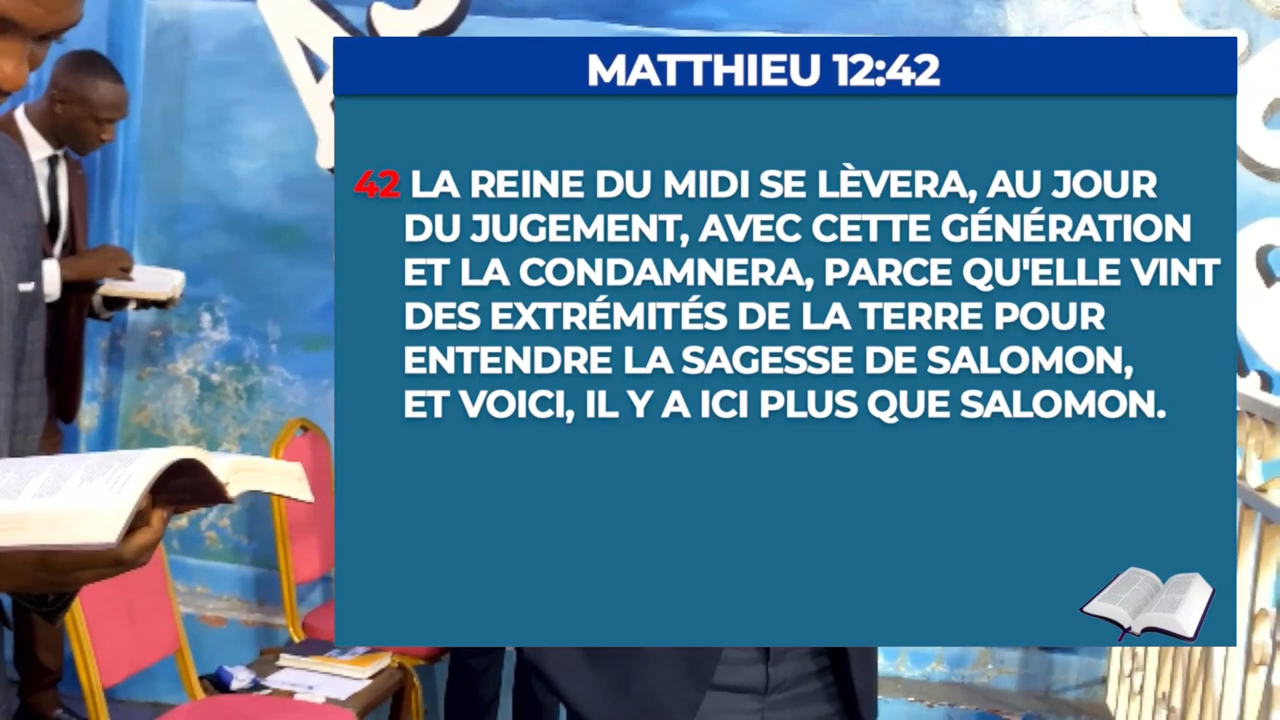 MATTHIEU 12:42
42 LA REINE DU MIDI SE LÈVERA, AU JOUR
DU JUGEMENT, AVEC CETTE GÉNÉRATION
ET LA CONDAMNERA, PARCE QU'ELLE VINT
DES EXTRÉMITÉS DE LA TERRE POUR
ENTENDRE LA SAGESSE DE SALOMON,
ET VOICI, IL Y A ICI PLUS QUE SALOMON.